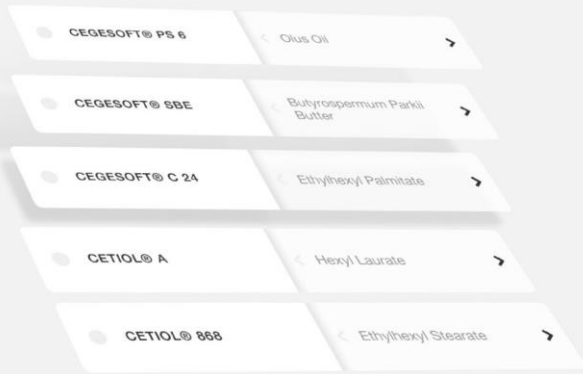 CEGESOFT® PS 6
Olus Oil
CEGESOFT® SBE
Butyrospermum Parkii
Butter
CEGESOFT® C 24
Ethylhexyl Palmitate
CETIOL® A
Hexyl Laurate
CETIOL® 868
Ethylhexyl Stearate